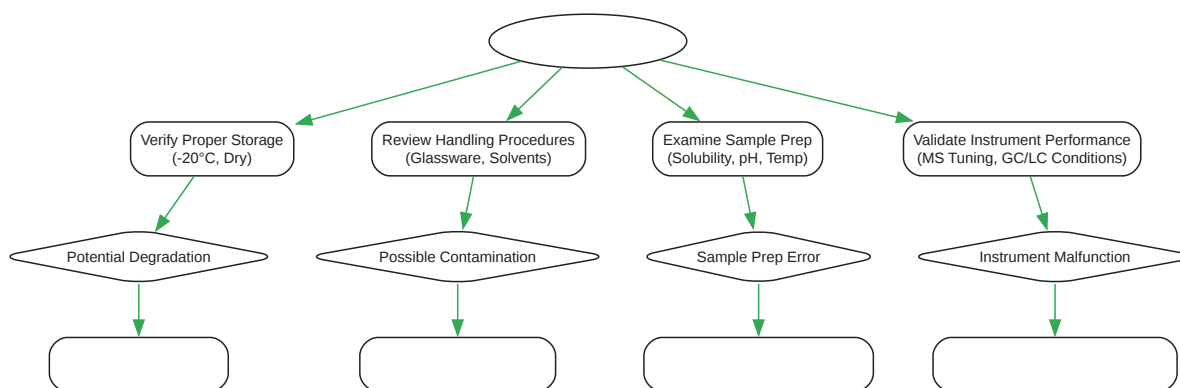 Verify Proper Storage
(-20°C, Dry)
Review Handling Procedures
(Glassware, Solvents)
Examine Sample Prep
(Solubility, pH, Temp)
Validate Instrument Performance
(MS Tuning, GC/LC Conditions)
Potential Degradation
Possible Contamination
Sample Prep Error
Instrument Malfunction